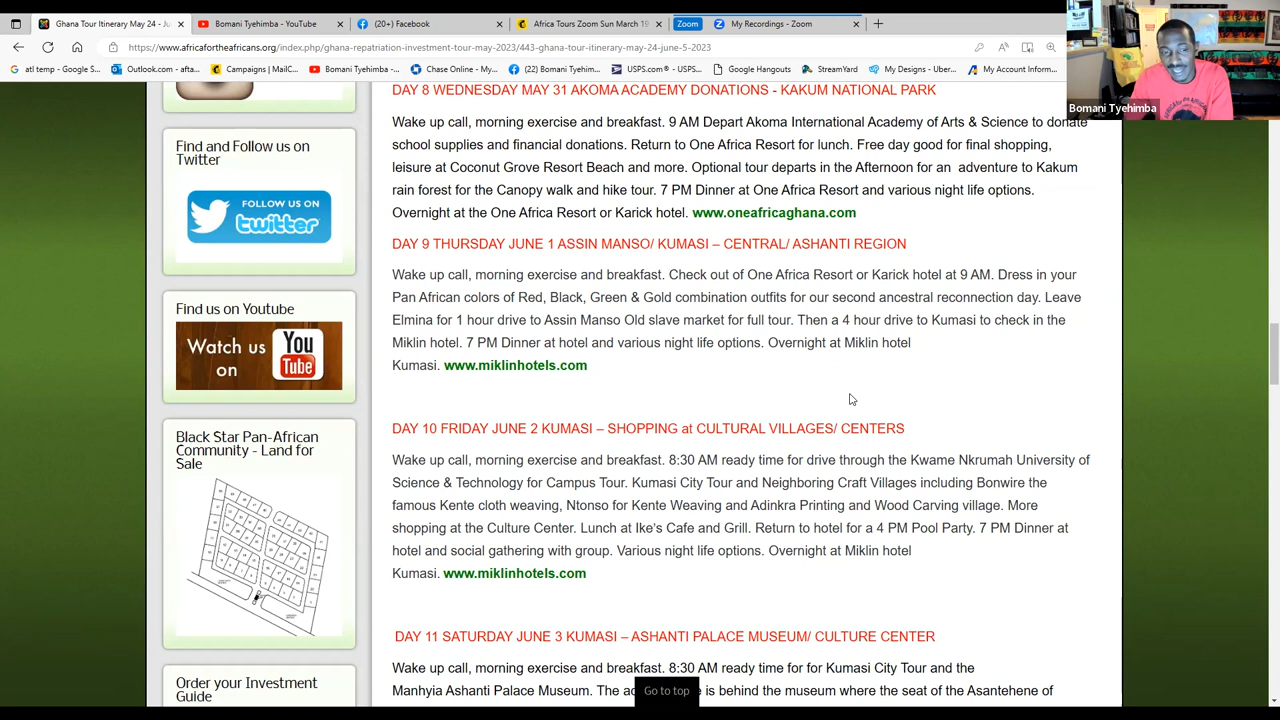 Ghana Tour Itinerary May 24 - Jun
Bomani Tyehimba - YouTube
(20+) Facebook
Africa Tours Zoom Sun March 19
Zoom
My Recordings - Zoom
https://www.africafortheafricans.org/index.php/ghana-repatriation-investment-tour-may-2023/443-ghana-tour-itinerary-may-24-june-5-2023
atl temp - Google S...
Outlook.com - afta...
Campaigns | MailC...
Bomani Tyehimba -...
Chase Online - My...
(22) Bomani Tyehim...
USPS.com® - USPS...
Google Hangouts
StreamYard
My Designs - Uber...
My Account Inform...
Bomani Tyehimba
Find and Follow us on
Twitter
FOLLOW US ON
twitter
Find us on Youtube
Watch us
on
You
Tube
Black Star Pan-African
Community - Land for
Sale
Order your Investment
Guide
DAY 8 WEDNESDAY MAY 31 AKOMA ACADEMY DONATIONS - KAKUM NATIONAL PARK
Wake up call, morning exercise and breakfast. 9 AM Depart Akoma International Academy of Arts & Science to donate
school supplies and financial donations. Return to One Africa Resort for lunch. Free day good for final shopping,
leisure at Coconut Grove Resort Beach and more. Optional tour departs in the Afternoon for an adventure to Kakum
rain forest for the Canopy walk and hike tour. 7 PM Dinner at One Africa Resort and various night life options.
Overnight at the One Africa Resort or Karick hotel. www.oneafricaghana.com
DAY 9 THURSDAY JUNE 1 ASSIN MANSO/ KUMASI – CENTRAL/ ASHANTI REGION
Wake up call, morning exercise and breakfast. Check out of One Africa Resort or Karick hotel at 9 AM. Dress in your
Pan African colors of Red, Black, Green & Gold combination outfits for our second ancestral reconnection day. Leave
Elmina for 1 hour drive to Assin Manso Old slave market for full tour. Then a 4 hour drive to Kumasi to check in the
Miklin hotel. 7 PM Dinner at hotel and various night life options. Overnight at Miklin hotel
Kumasi. www.miklinhotels.com
DAY 10 FRIDAY JUNE 2 KUMASI – SHOPPING at CULTURAL VILLAGES/ CENTERS
Wake up call, morning exercise and breakfast. 8:30 AM ready time for drive through the Kwame Nkrumah University of
Science & Technology for Campus Tour. Kumasi City Tour and Neighboring Craft Villages including Bonwire the
famous Kente cloth weaving, Ntonso for Kente Weaving and Adinkra Printing and Wood Carving village. More
shopping at the Culture Center. Lunch at Ike's Cafe and Grill. Return to hotel for a 4 PM Pool Party. 7 PM Dinner at
hotel and social gathering with group. Various night life options. Overnight at Miklin hotel
Kumasi. www.miklinhotels.com
DAY 11 SATURDAY JUNE 3 KUMASI – ASHANTI PALACE MUSEUM/ CULTURE CENTER
Wake up call, morning exercise and breakfast. 8:30 AM ready time for for Kumasi City Tour and the
Manhyia Ashanti Palace Museum. The is behind the museum where the seat of the Asantehene of
Go to top